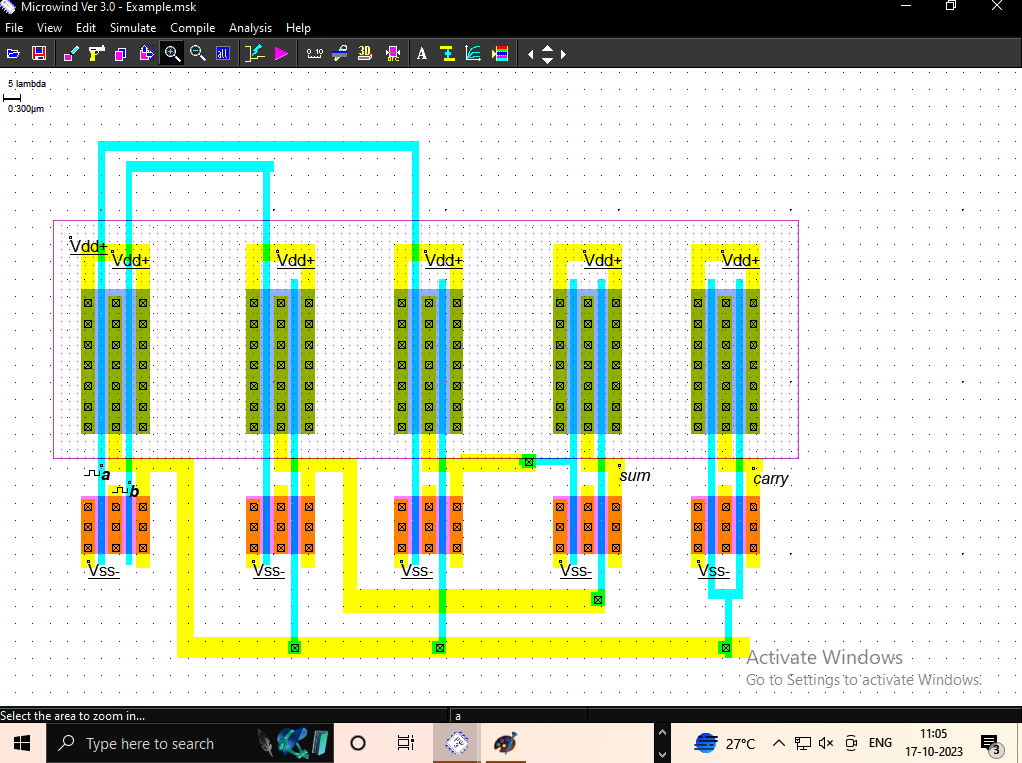 Microwind Ver 3.0 - Example.msk
File View Edit Simulate Compile Analysis Help
5 lambda
0.300µm
Vdd+
Vdd+ Vdd+ Vdd+ Vdd+ Vdd+
a
b
sum
carry
Vss- Vss- Vss- Vss- Vss-
Activate Windows
Go to Settings to activate Windows.
Select the area to zoom in...
a
Type here to search
27°C
ENG
11:05
17-10-2023
3